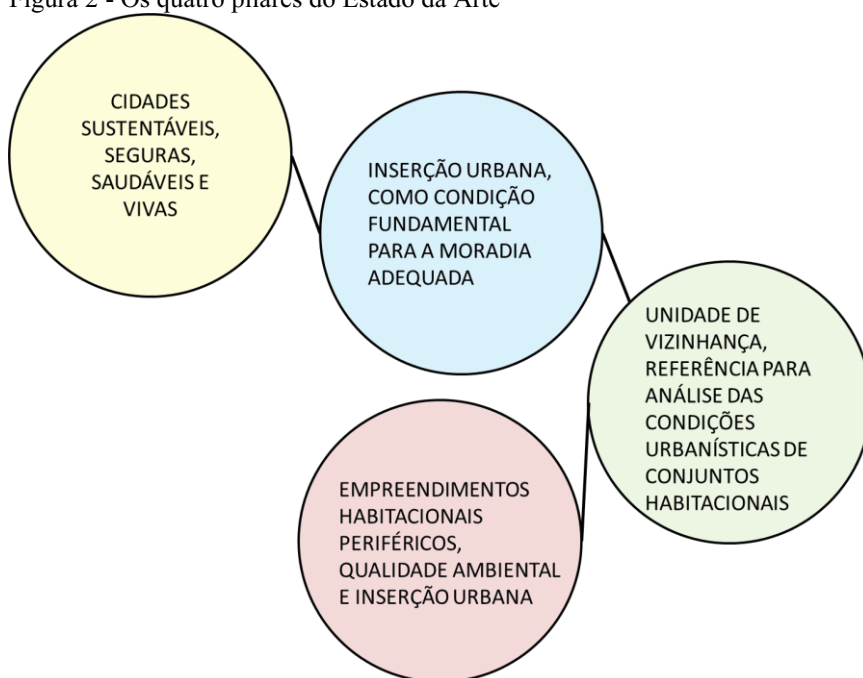 Figura 2 - Os quatro pilares do Estado da Arte
CIDADES
SUSTENTÁVEIS,
SEGURAS,
SAUDÁVEIS E
VIVAS
INSERÇÃO URBANA,
COMO CONDIÇÃO
FUNDAMENTAL
PARA A MORADIA
ADEQUADA
UNIDADE DE
VIZINHANÇA,
REFERÊNCIA PARA
ANÁLISE DAS
CONDIÇÕES
URBANÍSTICAS DE
CONJUNTOS
HABITACIONAIS
EMPREENDIMENTOS
HABITACIONAIS
PERIFÉRICOS,
QUALIDADE AMBIENTAL
E INSERÇÃO URBANA